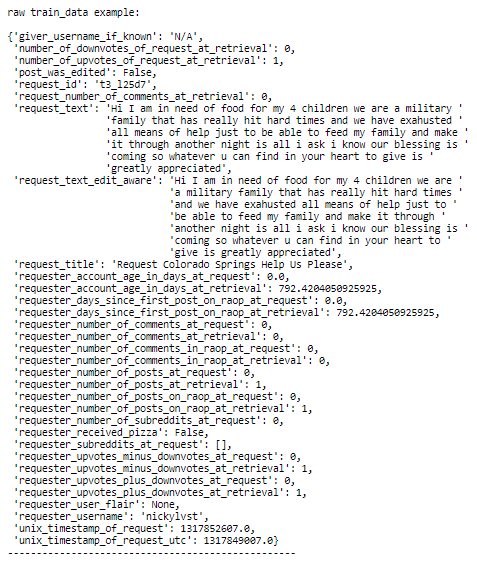 raw train_data example:
{'giver_username_if_known': 'N/A',
'number_of_downvotes_of_request_at_retrieval': 0,
'number_of_upvotes_of_request_at_retrieval': 1,
'post_was_edited': False,
'request_id': 't3_l25d7',
'request_number_of_comments_at_retrieval': 0,
'request_text': 'Hi I am in need of food for my 4 children we are a military '
'family that has really hit hard times and we have exahusted '
'all means of help just to be able to feed my family and make '
'it through another night is all i ask i know our blessing is '
'coming so whatever u can find in your heart to give is '
'greatly appreciated',
'request_text_edit_aware': 'Hi I am in need of food for my 4 children we are '
'a military family that has really hit hard times '
'and we have exahusted all means of help just to '
'be able to feed my family and make it through '
'another night is all i ask i know our blessing is '
'coming so whatever u can find in your heart to '
'give is greatly appreciated',
'request_title': 'Request Colorado Springs Help Us Please',
'requester_account_age_in_days_at_request': 0.0,
'requester_account_age_in_days_at_retrieval': 792.4204050925925,
'requester_days_since_first_post_on_raop_at_request': 0.0,
'requester_days_since_first_post_on_raop_at_retrieval': 792.4204050925925,
'requester_number_of_comments_at_request': 0,
'requester_number_of_comments_at_retrieval': 0,
'requester_number_of_comments_in_raop_at_request': 0,
'requester_number_of_comments_in_raop_at_retrieval': 0,
'requester_number_of_posts_at_request': 0,
'requester_number_of_posts_at_retrieval': 1,
'requester_number_of_posts_on_raop_at_request': 0,
'requester_number_of_posts_on_raop_at_retrieval': 1,
'requester_number_of_subreddits_at_request': 0,
'requester_received_pizza': False,
'requester_subreddits_at_request': [],
'requester_upvotes_minus_downvotes_at_request': 0,
'requester_upvotes_minus_downvotes_at_retrieval': 1,
'requester_upvotes_plus_downvotes_at_request': 0,
'requester_upvotes_plus_downvotes_at_retrieval': 1,
'requester_user_flair': None,
'requester_username': 'nickylvst',
'unix_timestamp_of_request': 1317852607.0,
'unix_timestamp_of_request_utc': 1317849007.0}
--------------------------------------------------